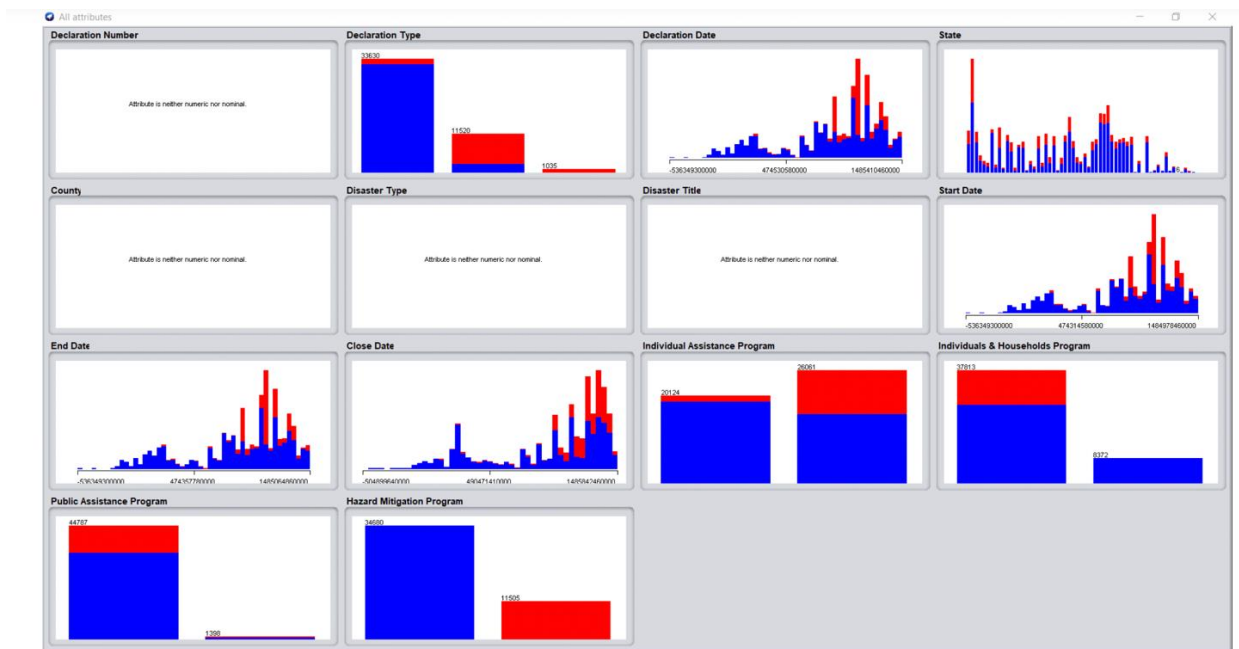 All attributes
Declaration Number
Declaration Type
Declaration Date
State
Attribute is neither numeric nor nominal.
33630
11520
1035
-536349300000
474530580000
1485410460000
County
Disaster Type
Disaster Title
Start Date
Attribute is neither numeric nor nominal.
Attribute is neither numeric nor nominal.
Attribute is neither numeric nor nominal.
-536349300000
474314580000
1484978460000
End Date
Close Date
Individual Assistance Program
Individuals & Households Program
-536349300000
474357780000
1485064860000
-504899640000
490471410000
1485842460000
20124
26061
37813
8372
Public Assistance Program
Hazard Mitigation Program
44787
1398
34680
11505